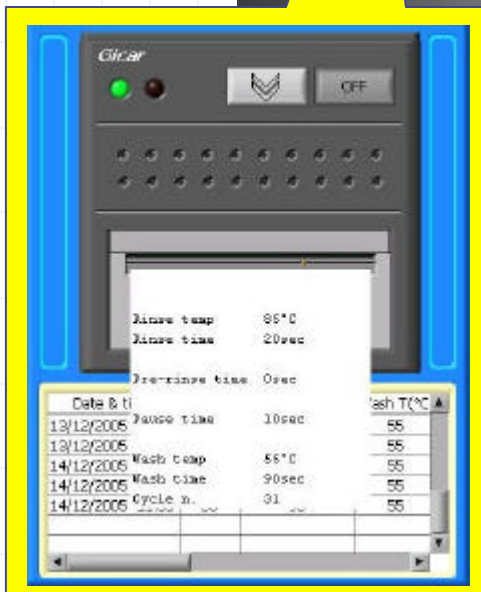 Gicar
OFF
Rinse temp 86°C
Rinse time 20sec
Pre-rinse time 0sec
Pause time 10sec
Wash temp 56°C
Wash time 90sec
Cycle n. 31
Date & ti
ash T(°C
13/12/2005 55
13/12/2005 55
14/12/2005 55
14/12/2005 55
14/12/2005 55